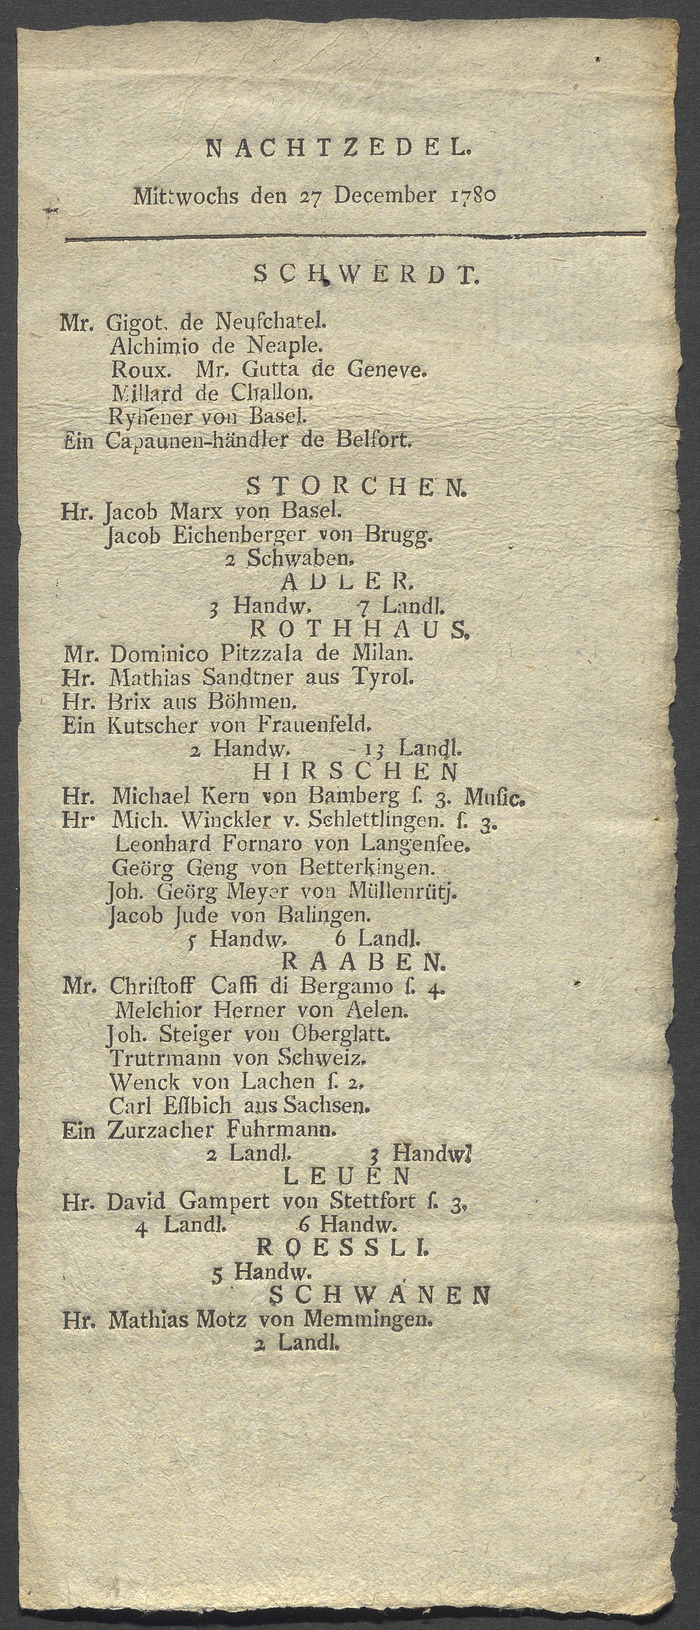 NACHTZEDEL.
Mittwochs den 27 December 1780
SCHWERDT.
Mr. Gigot. de Neufchatel.
Alchimio de Neaple.
Roux. Mr. Gutta de Geneve.
Millard de Challon.
Ryhener von Basel.
Ein Capaunen-händler de Belfort.
STORCHEN.
Hr. Jacob Marx von Basel.
Jacob Eichenberger von Brugg.
2 Schwaben.
ADLER.
3 Handw. 7 Landl.
ROTHHAUS.
Mr. Dominico Pitzzala de Milan.
Hr. Mathias Sandtner aus Tyrol.
Hr. Brix aus Böhmen.
Ein Kutscher von Frauenfeld.
2 Handw. - 13 Landl.
HIRSCHEN
Hr. Michael Kern von Bamberg ſ. 3. Muſic.
Hr. Mich. Winckler v. Schlettlingen. ſ. 3.
Leonhard Fornaro von Langenſee.
Geörg Geng von Betterkingen.
Joh. Geörg Meyer von Müllenrütj.
Jacob Jude von Balingen.
5 Handw. 6 Landl.
RAABEN.
Mr. Chriſtoff Caffi di Bergamo ſ. 4.
Melchior Herner von Aelen.
Joh. Steiger von Oberglatt.
Trutrmann von Schweiz.
Wenck von Lachen ſ. 2.
Carl Eſſbich aus Sachsen.
Ein Zurzacher Fuhrmann.
2 Landl. 3 Handwl
LEUEN
Hr. David Gampert von Stettfort ſ. 3,
4 Landl. 6 Handw.
ROESSLI.
5 Handw.
SCHWANEN
Hr. Mathias Motz von Memmingen.
2 Landl.